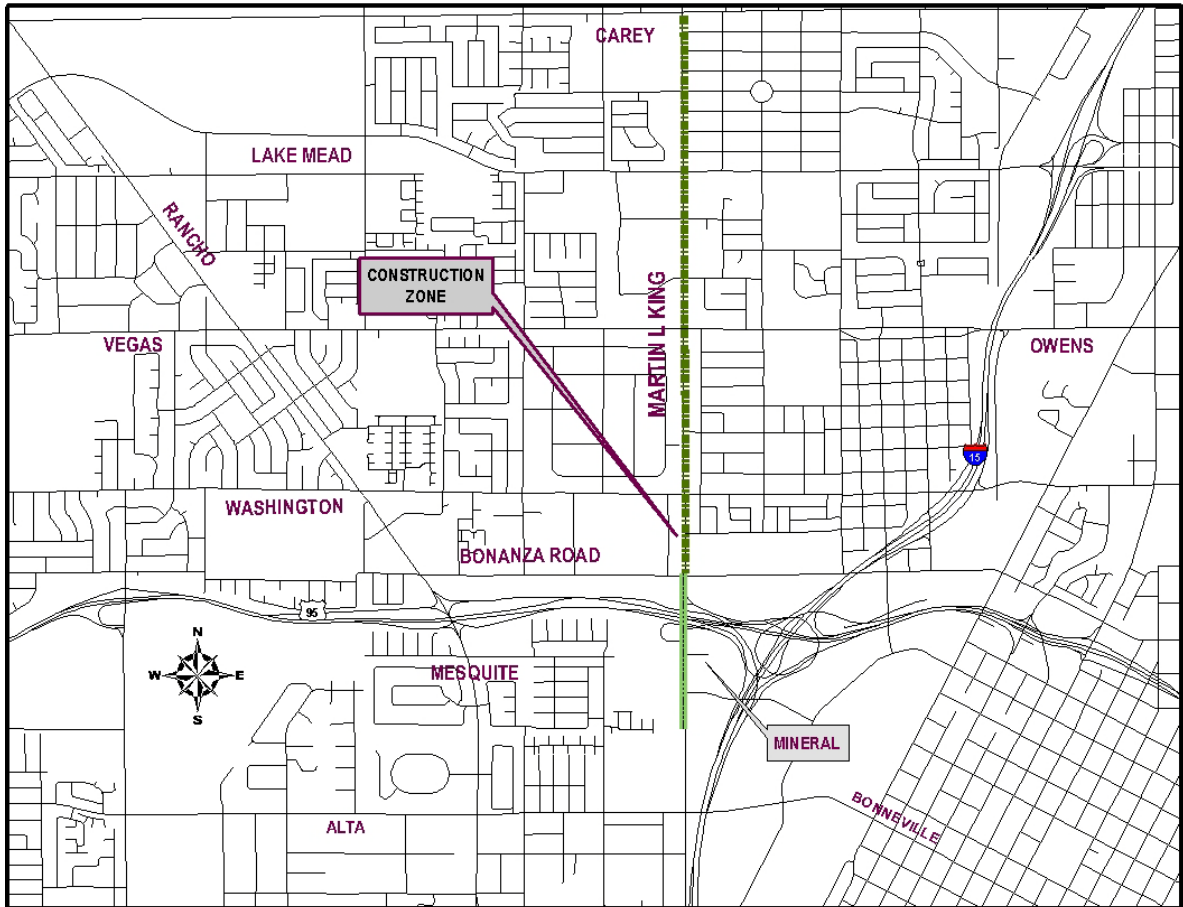 CAREY
LAKE MEAD
RANCHO
CONSTRUCTION
ZONE
MARTIN L KING
VEGAS
OWENS
15
WASHINGTON
BONANZA ROAD
95
N
W E
S
MESQUITE
MINERAL
BONNEVILLE
ALTA